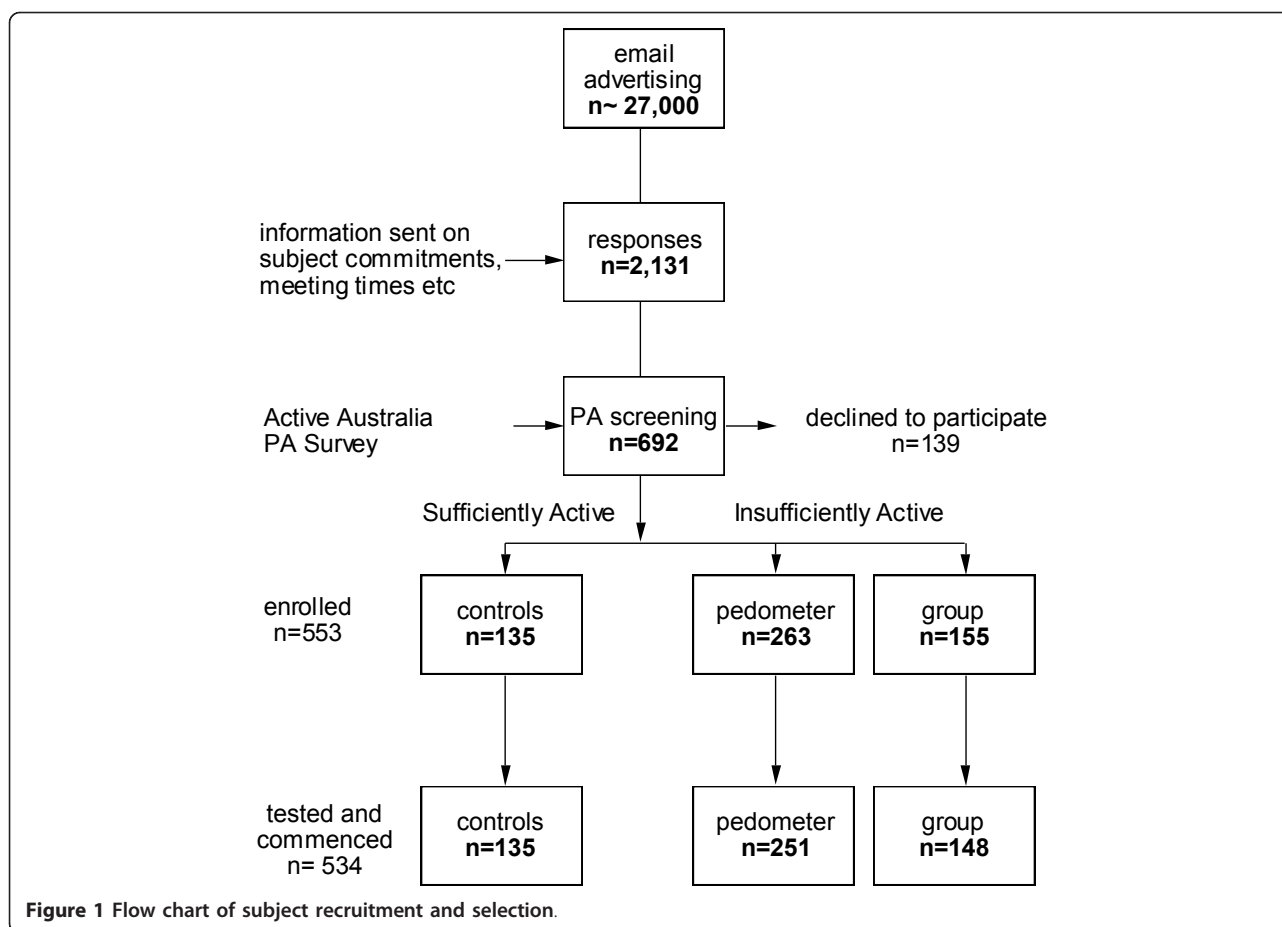 email
advertising
n~ 27,000
information sent on
subject commitments,
meeting times etc
responses
n=2,131
Active Australia
PA Survey
PA screening
n=692
declined to participate
n=139
Sufficiently Active
Insufficiently Active
enrolled
n=553
controls
n=135
pedometer
n=263
group
n=155
tested and
commenced
n= 534
controls
n=135
pedometer
n=251
group
n=148
Figure 1 Flow chart of subject recruitment and selection.